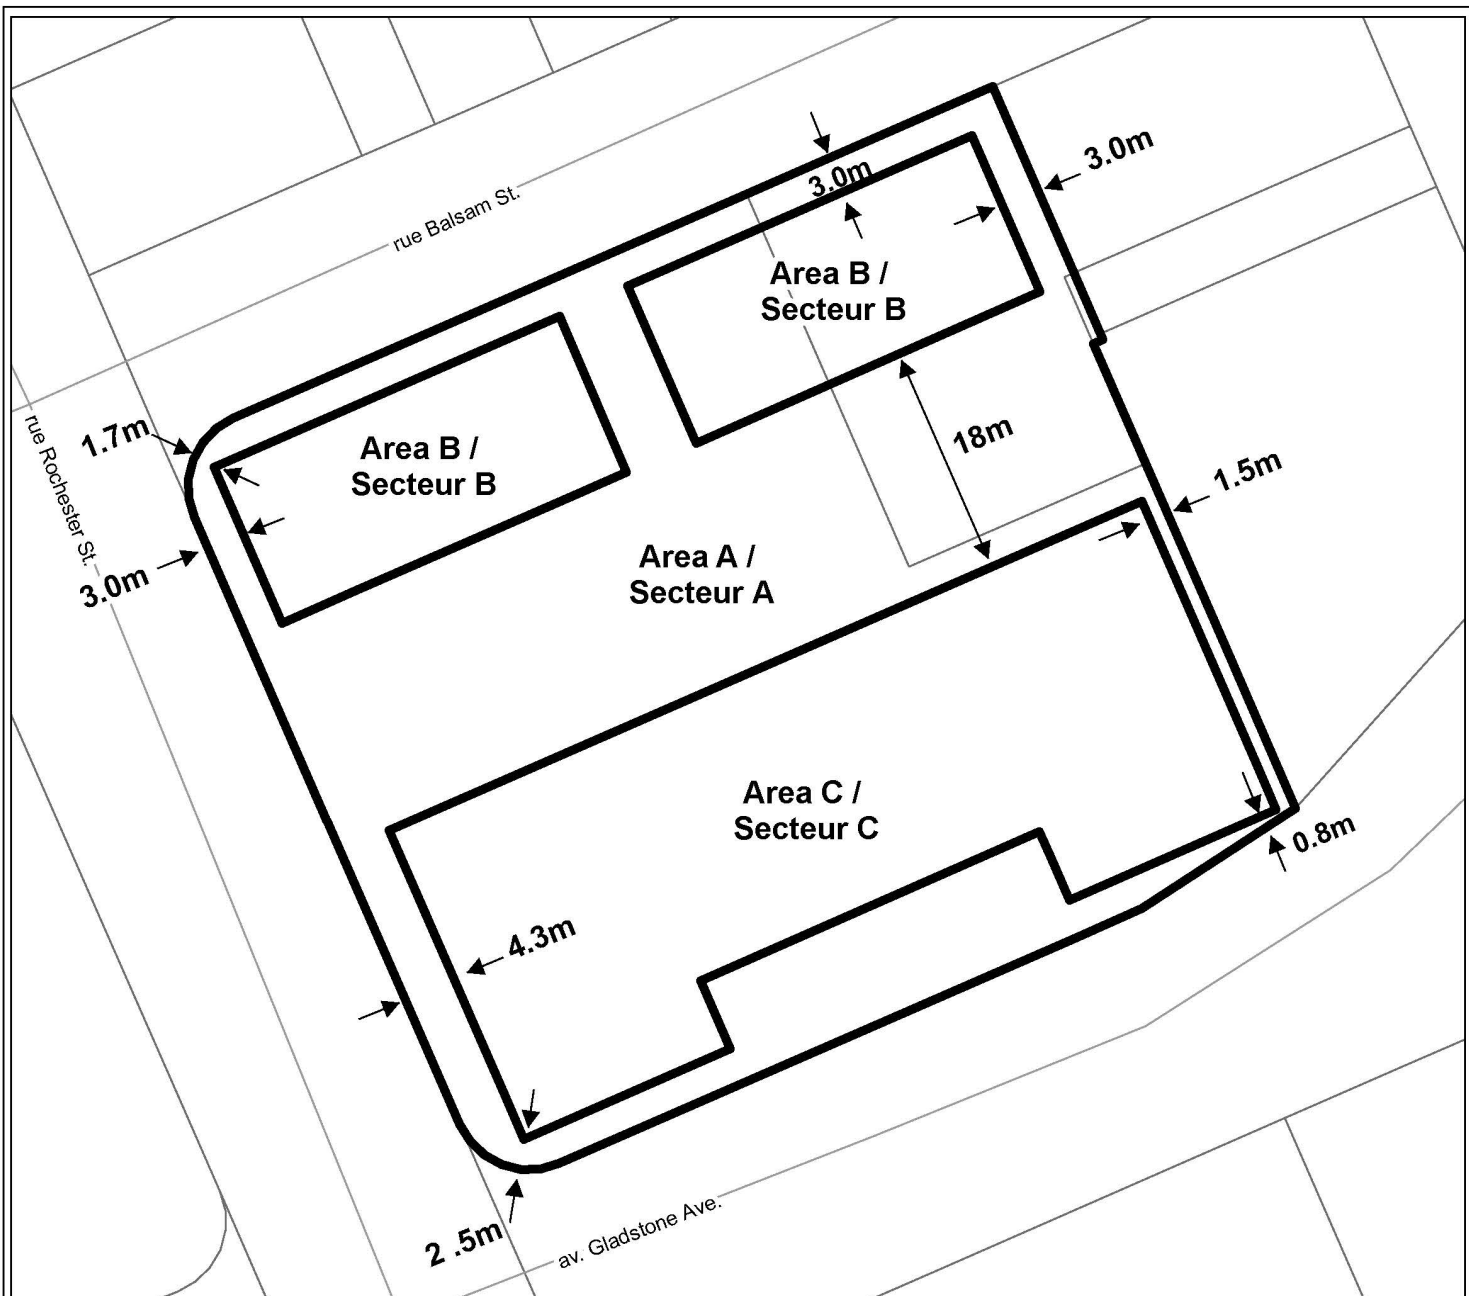 3.0m
3.0m
rue Balsam St.
Area B /
Secteur B
1.7m
rue Rochester St.
Area B /
Secteur B
18m
1.5m
3.0m
Area A /
Secteur A
Area C /
Secteur C
0.8m
4.3m
2 .5m
av. Gladstone Ave.